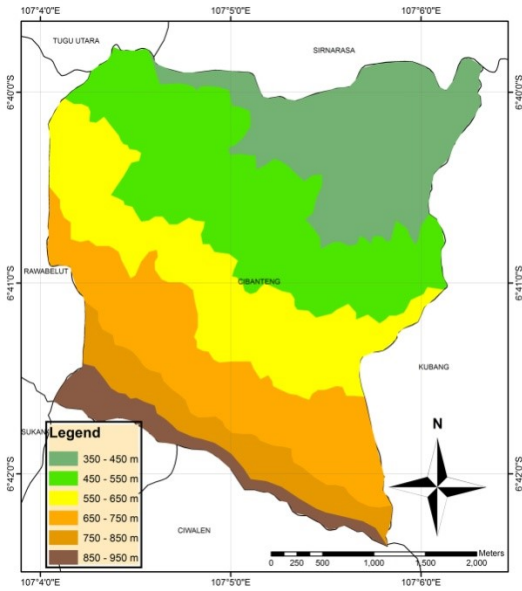 107°4'0"E
107°5'0"E
107°6'0"E
TUGU UTARA
SIRNARASA
6°40'0"S
6°40'0"S
RAWABELUT
CIBANTENG
6°41'0"S
6°41'0"S
KUBANG
SUKAN
Legend
350 - 450 m
450 - 550 m
550 - 650 m
650 - 750 m
750 - 850 m
850 - 950 m
N
6°42'0"S
6°42'0"S
CIWALEN
Meters
0 250 500 1,000 1,500 2,000
107°4'0"E
107°5'0"E
107°6'0"E